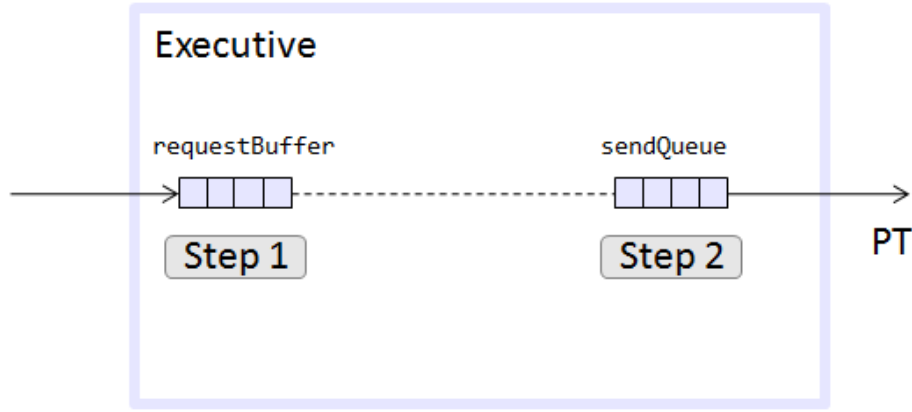 Executive
requestBuffer
sendQueue
Step 1
Step 2
PT